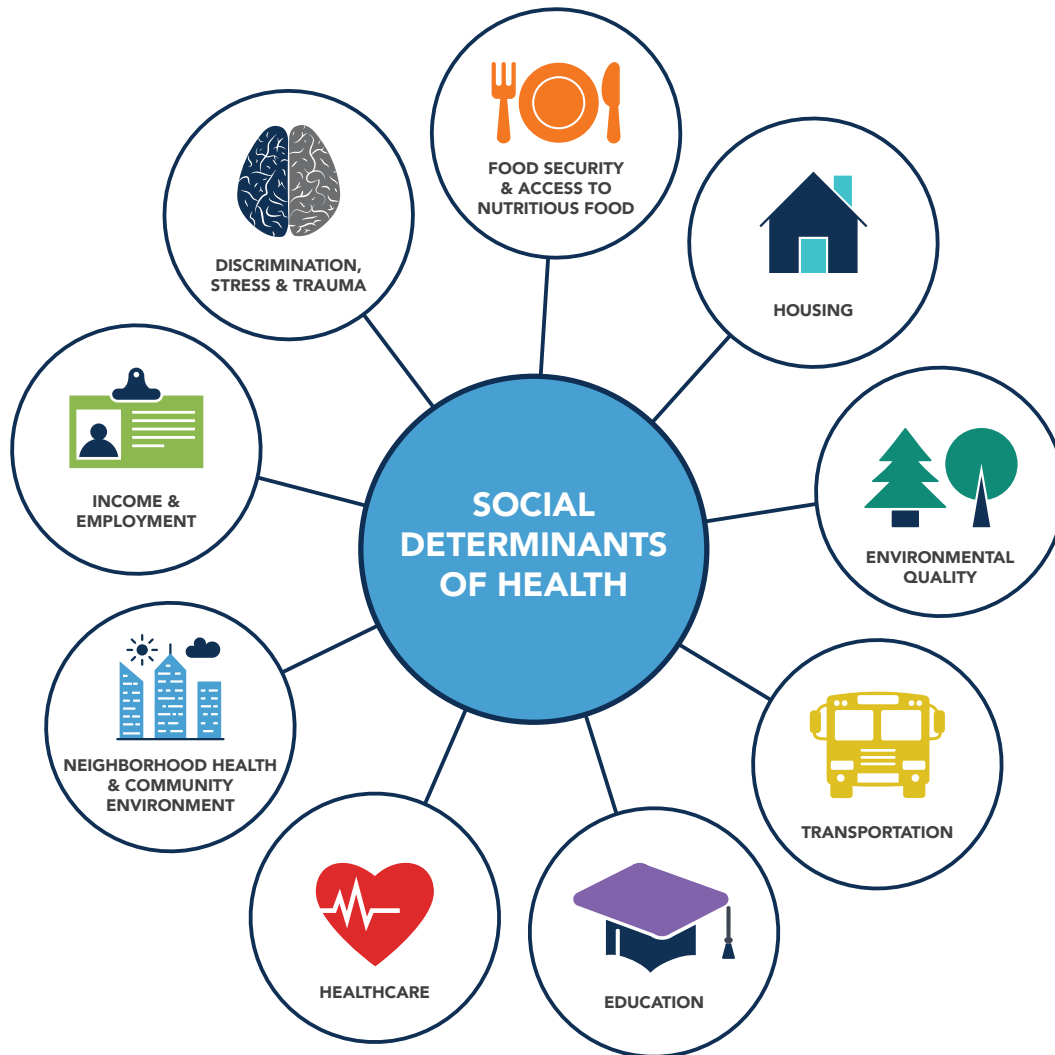 FOOD SECURITY
& ACCESS TO
NUTRITIOUS FOOD
HOUSING
ENVIRONMENTAL
QUALITY
TRANSPORTATION
EDUCATION
HEALTHCARE
NEIGHBORHOOD HEALTH
& COMMUNITY
ENVIRONMENT
INCOME &
EMPLOYMENT
DISCRIMINATION,
STRESS & TRAUMA
SOCIAL
DETERMINANTS
OF HEALTH